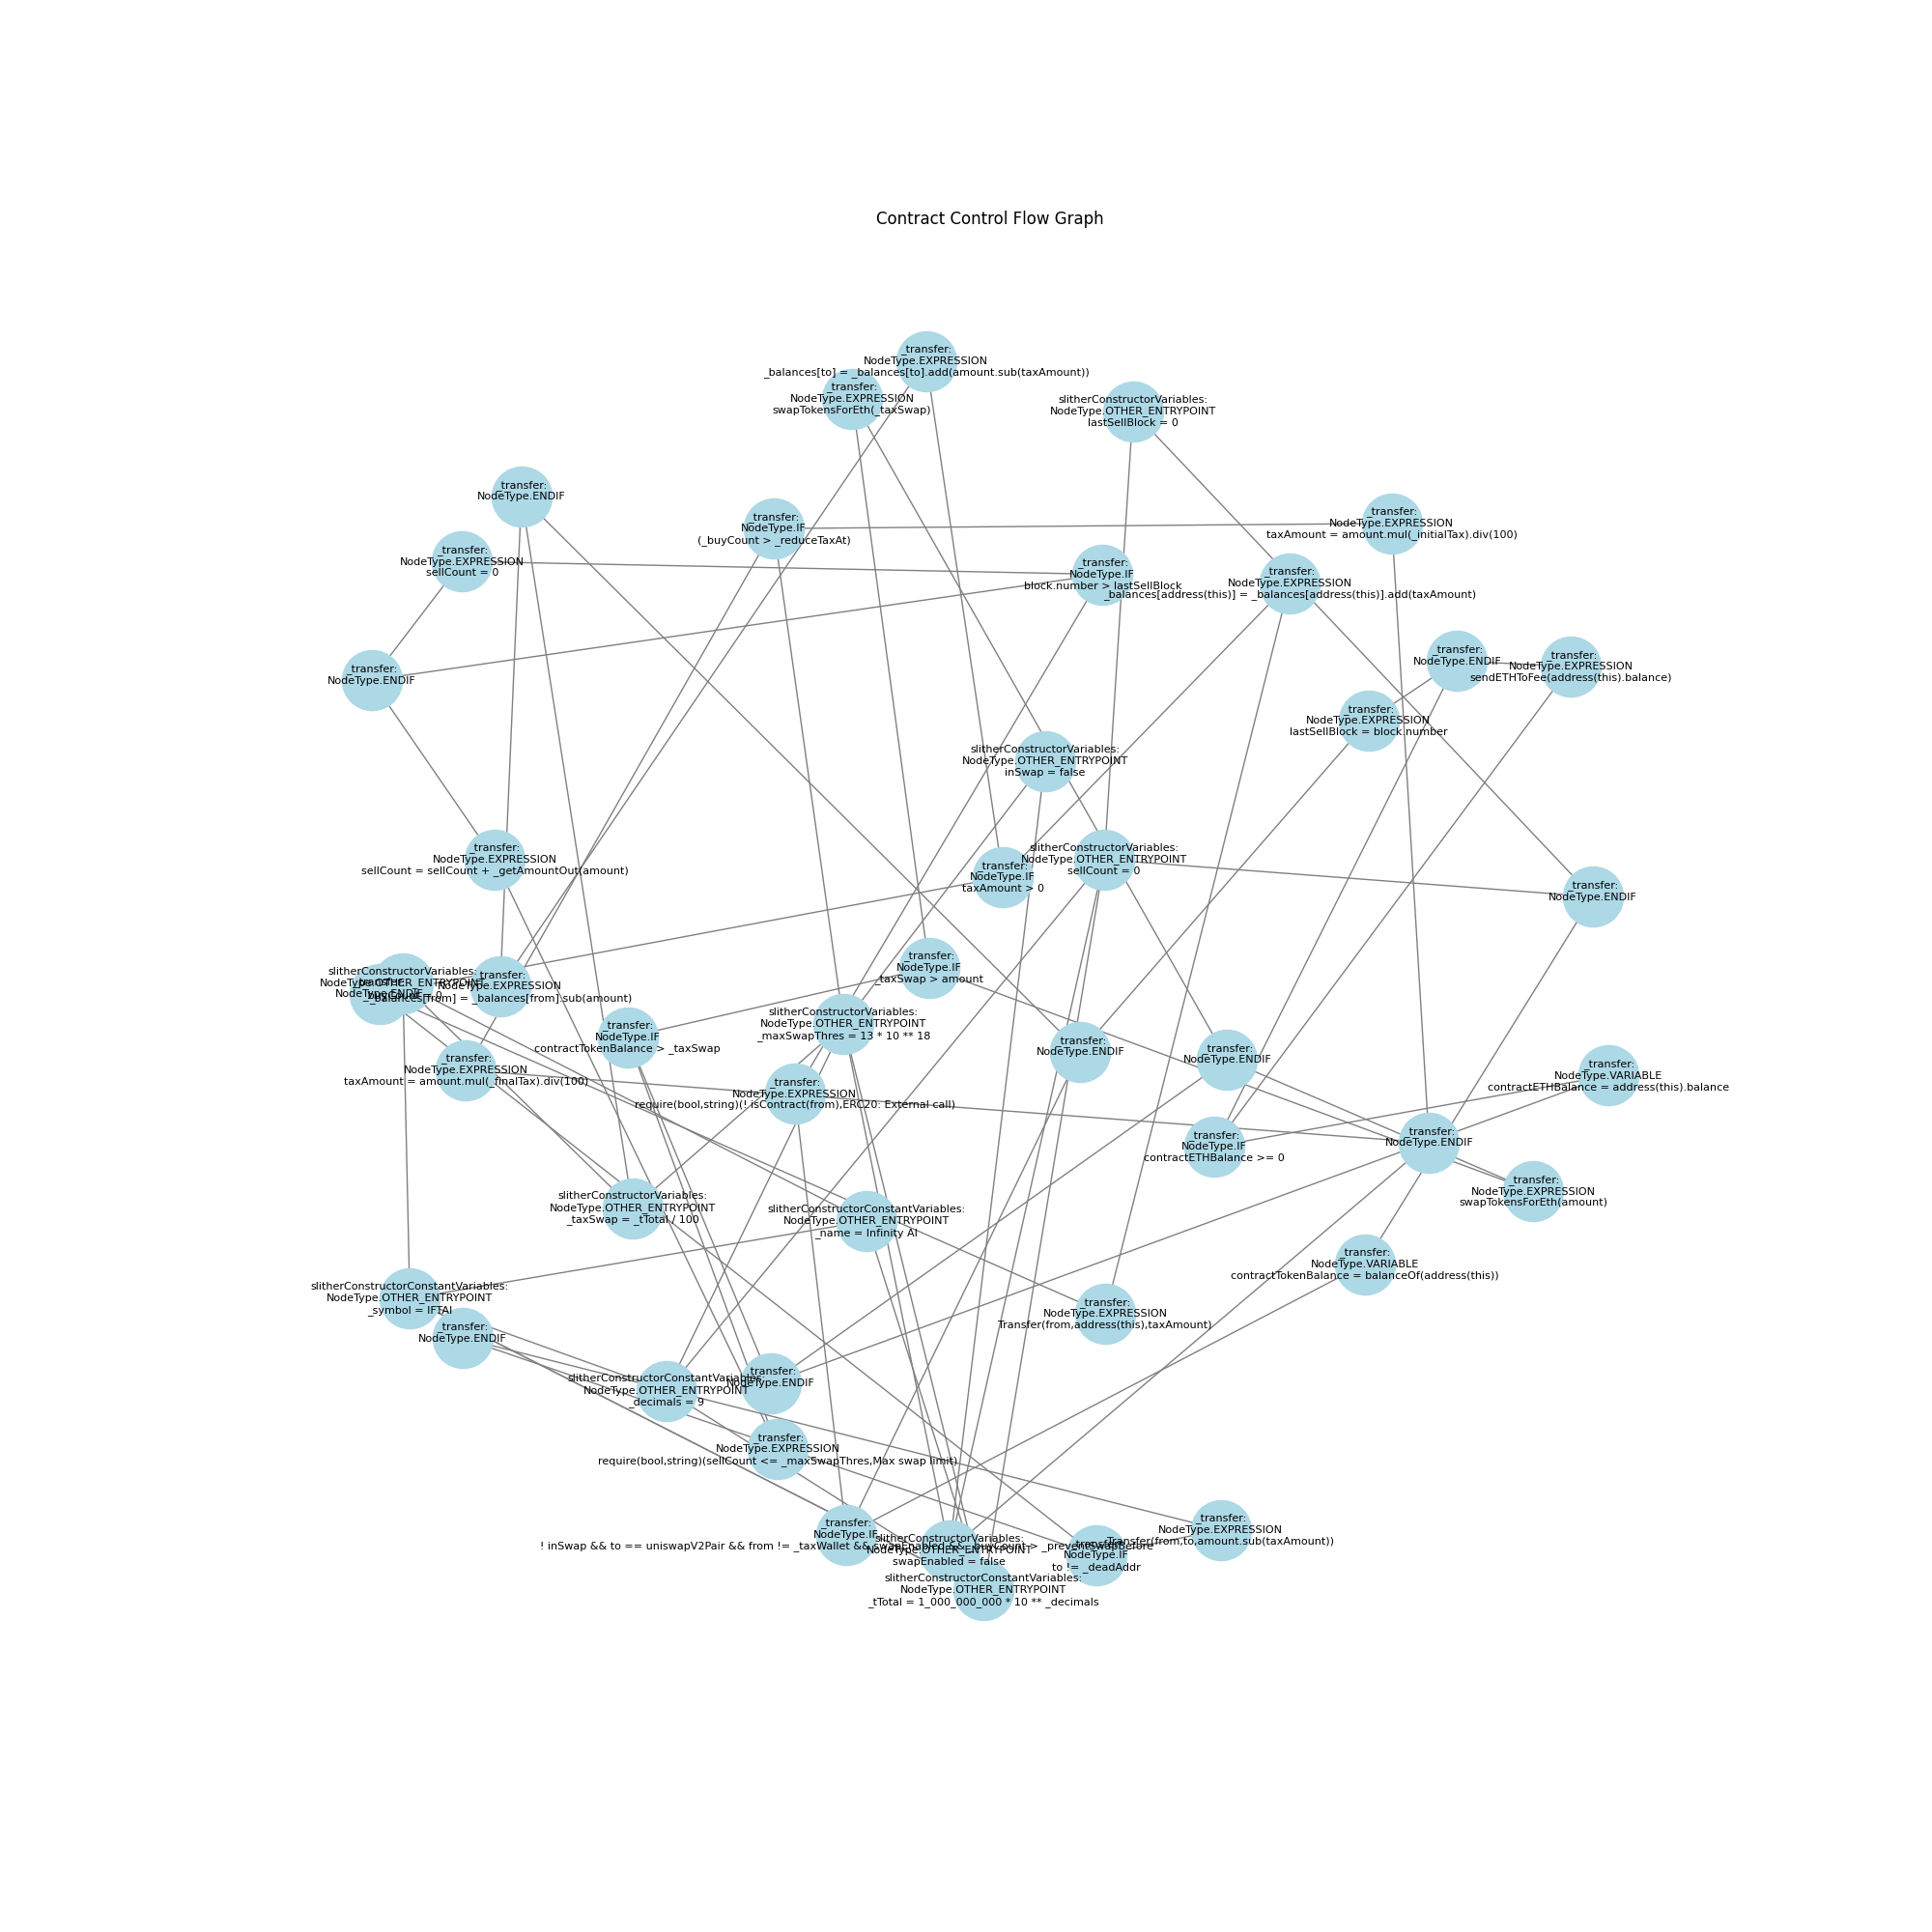 Contract Control Flow Graph
_transfer:
NodeType.EXPRESSION
_balances[to] = _balances[to].add(amount.sub(taxAmount))
_transfer:
NodeType.EXPRESSION
swapTokensForEth(_taxSwap)
slitherConstructorVariables:
NodeType.OTHER_ENTRYPOINT
lastSellBlock = 0
_transfer:
NodeType.ENDIF
_transfer:
NodeType.IF
(_buyCount > _reduceTaxAt)
_transfer:
NodeType.EXPRESSION
taxAmount = amount.mul(_initialTax).div(100)
_transfer:
NodeType.EXPRESSION
sellCount = 0
_transfer:
NodeType.IF
block.number > lastSellBlock
_transfer:
NodeType.EXPRESSION
_balances[address(this)] = _balances[address(this)].add(taxAmount)
_transfer:
NodeType.ENDIF
_transfer:
NodeType.EXPRESSION
sendETHToFee(address(this).balance)
_transfer:
NodeType.ENDIF
_transfer:
NodeType.EXPRESSION
lastSellBlock = block.number
slitherConstructorVariables:
NodeType.OTHER_ENTRYPOINT
inSwap = false
_transfer:
NodeType.EXPRESSION
sellCount = sellCount + _getAmountOut(amount)
slitherConstructorVariables:
NodeType.OTHER_ENTRYPOINT
sellCount = 0
_transfer:
NodeType.IF
taxAmount > 0
_transfer:
NodeType.ENDIF
slitherConstructorVariables:
NodeType.OTHER_ENTRYPOINT
NodeType.ENDIF
_transfer:
NodeType.EXPRESSION
_balances[from] = _balances[from].sub(amount)
_transfer:
NodeType.IF
_taxSwap > amount
slitherConstructorVariables:
NodeType.OTHER_ENTRYPOINT
_maxSwapThres = 13 * 10 ** 18
_transfer:
NodeType.IF
contractTokenBalance > _taxSwap
_transfer:
NodeType.ENDIF
_transfer:
NodeType.ENDIF
_transfer:
NodeType.EXPRESSION
taxAmount = amount.mul(_finalTax).div(100)
_transfer:
NodeType.VARIABLE
contractETHBalance = address(this).balance
_transfer:
NodeType.EXPRESSION
require(bool,string)(! isContract(from),ERC20: External call)
_transfer:
NodeType.IF
contractETHBalance >= 0
_transfer:
NodeType.ENDIF
_transfer:
NodeType.EXPRESSION
swapTokensForEth(amount)
slitherConstructorVariables:
NodeType.OTHER_ENTRYPOINT
_taxSwap = _tTotal / 100
slitherConstructorConstantVariables:
NodeType.OTHER_ENTRYPOINT
_name = Infinity AI
_transfer:
NodeType.VARIABLE
contractTokenBalance = balanceOf(address(this))
slitherConstructorConstantVariables:
NodeType.OTHER_ENTRYPOINT
_symbol = IFTAI
_transfer:
NodeType.EXPRESSION
Transfer(from,address(this),taxAmount)
_transfer:
NodeType.ENDIF
slitherConstructorConstantVariables:
NodeType.OTHER_ENTRYPOINT
_decimals = 9
_transfer:
NodeType.ENDIF
_transfer:
NodeType.EXPRESSION
require(bool,string)(sellCount <= _maxSwapThres,Max swap limit)
_transfer:
NodeType.IF
! inSwap && to == uniswapV2Pair && from != _taxWallet && swapEnabled && _buyCount > _preventSwapBefore
slitherConstructorVariables:
NodeType.OTHER_ENTRYPOINT
swapEnabled = false
_transfer:
NodeType.EXPRESSION
Transfer(from,to,amount.sub(taxAmount))
_transfer:
NodeType.IF
to != _deadAddr
slitherConstructorConstantVariables:
NodeType.OTHER_ENTRYPOINT
_tTotal = 1_000_000_000 * 10 ** _decimals